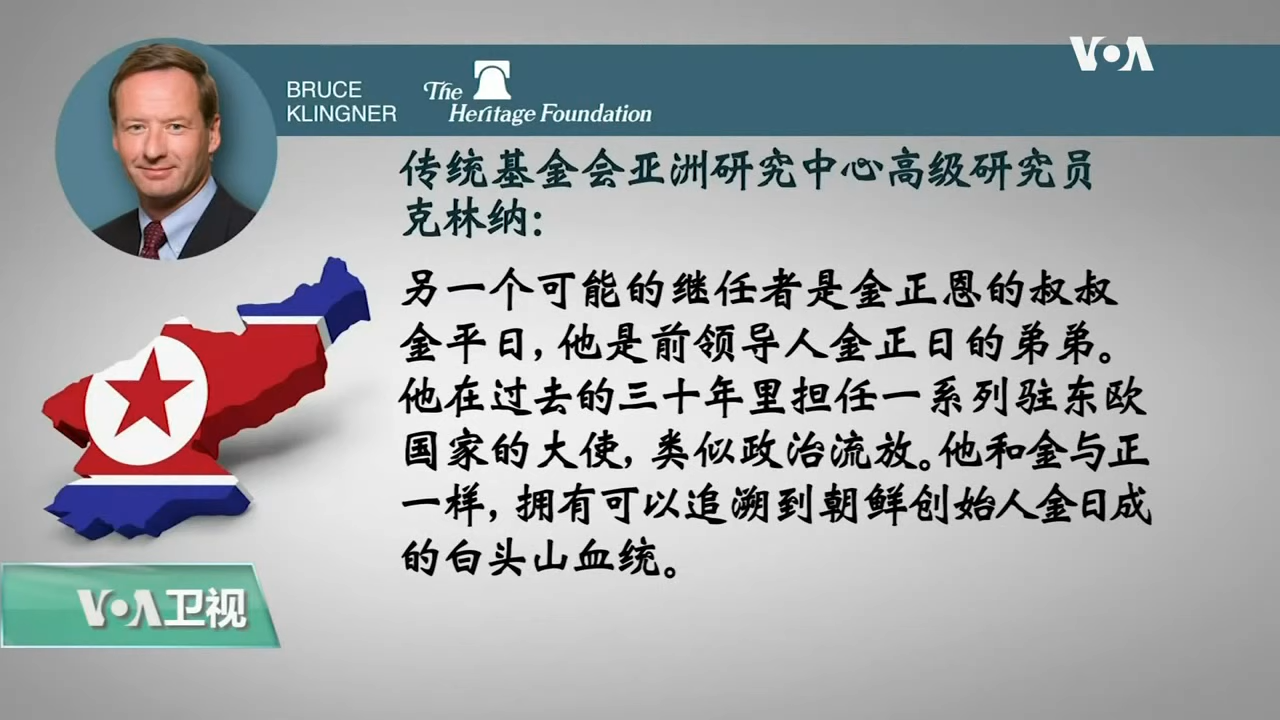 VOA
BRUCE
KLINGNER
The
Heritage Foundation
传统基金会亚洲研究中心高级研究员
克林纳：
另一个可能的继任者是金正恩的叔叔
金平日，他是前领导人金正日的弟弟。
他在过去的三十年里担任一系列驻东欧
国家的大使，类似政治流放。他和金与正
一样，拥有可以追溯到朝鲜创始人金日成
的白头山血统。
VOA卫视